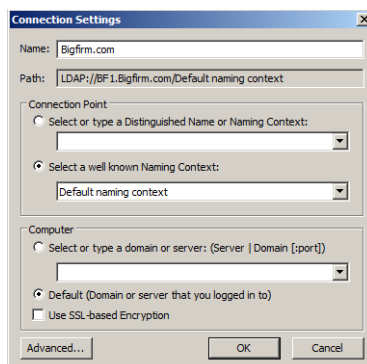 Connection Settings
Name: Bigfirm.com
Path: LDAP://BF1.Bigfirm.com/Default naming context
Connection Point
Select or type a Distinguished Name or Naming Context:
Select a well known Naming Context:
Default naming context
Computer
Select or type a domain or server: (Server | Domain [:port])
Default (Domain or server that you logged in to)
Use SSL-based Encryption
Advanced... OK Cancel